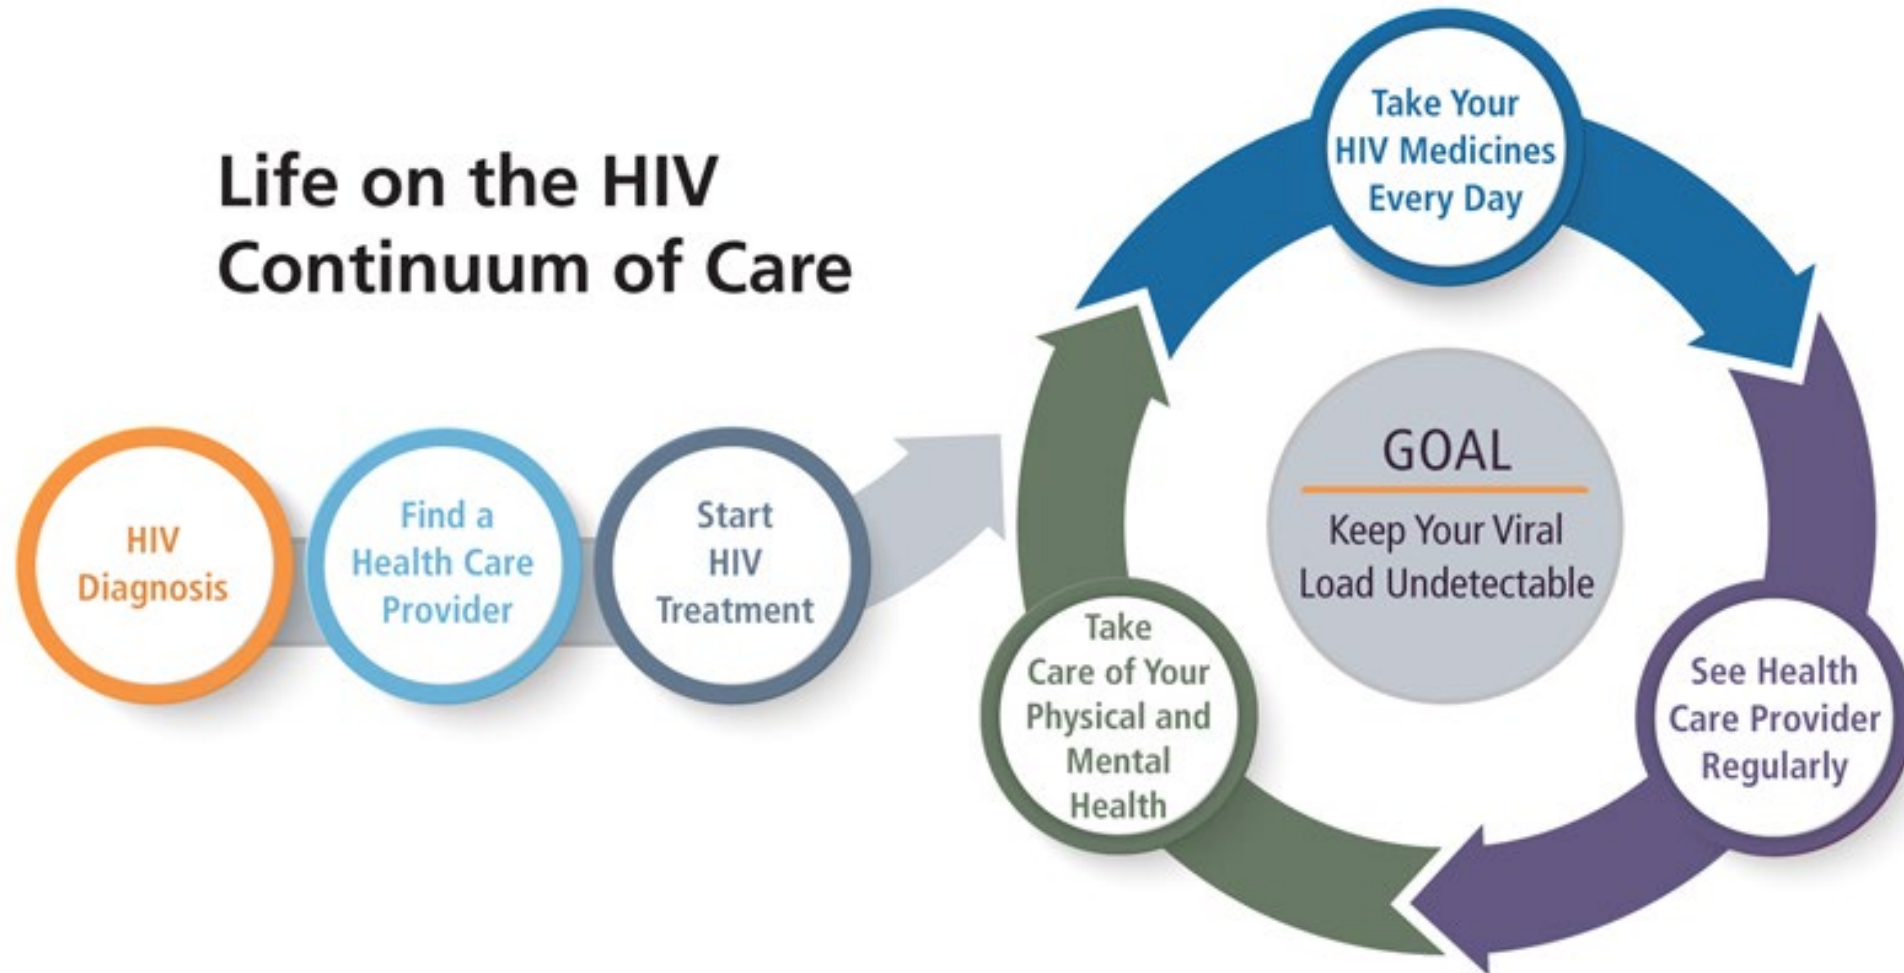 Life on the HIV
Continuum of Care
HIV
Diagnosis
Find a
Health Care
Provider
Start
HIV
Treatment
Take Your
HIV Medicines
Every Day
See Health
Care Provider
Regularly
Take
Care of Your
Physical and
Mental
Health
GOAL
Keep Your Viral
Load Undetectable